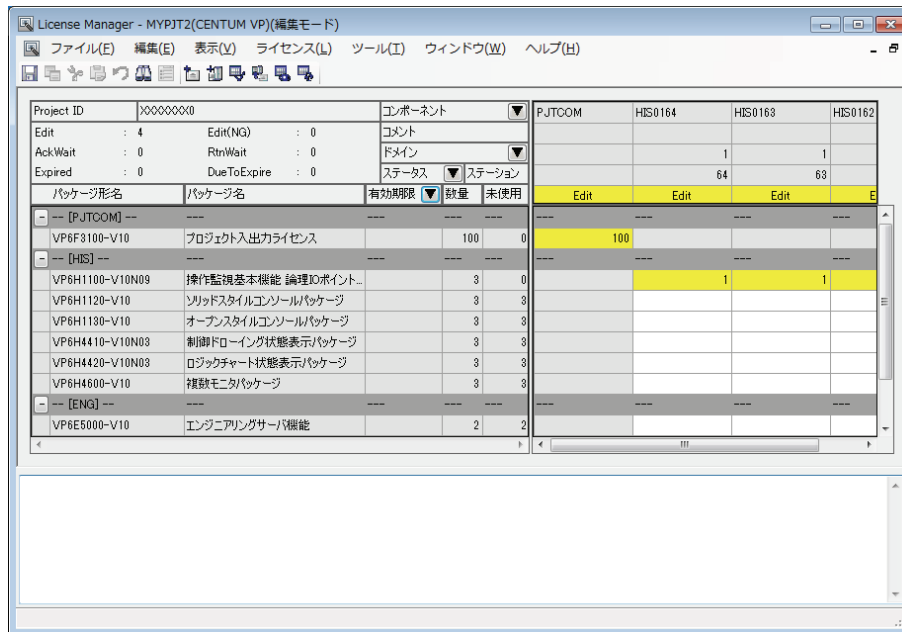 License Manager - MYPJT2(CENTUM VP)(編集モード)
ファイル(F) 編集(E) 表示(V) ライセンス(L) ツール(T) ウィンドウ(W) ヘルプ(H)
Project ID XXXXXXX0 コンポーネント PJTCOM HIS0164 HIS0163 HIS0162
Edit : 4 Edit(NG) : 0 コメント
AckWait : 0 RtnWait : 0 ドメイン 1 1
Expired : 0 DueToExpire : 0 ステータス ステーション 64 63
パッケージ形名 パッケージ名 有効期限 数量 未使用 Edit Edit Edit E
- -- [PJTCOM] -- --- --- --- --- --- --- --- ---
VP6F3100-V10 プロジェクト入出力ライセンス 100 0 100
- -- [HIS] -- --- --- --- --- --- --- --- ---
VP6H1100-V10N09 操作監視基本機能 論理IOポイント... 3 0 1 1
VP6H1120-V10 ソリッドスタイルコンソールパッケージ 3 3
VP6H1130-V10 オープンスタイルコンソールパッケージ 3 3
VP6H4410-V10N03 制御ドローイング状態表示パッケージ 3 3
VP6H4420-V10N03 ロジックチャート状態表示パッケージ 3 3
VP6H4600-V10 複数モニタパッケージ 3 3
- -- [ENG] -- --- --- --- --- --- --- --- ---
VP6E5000-V10 エンジニアリングサーバ機能 2 2